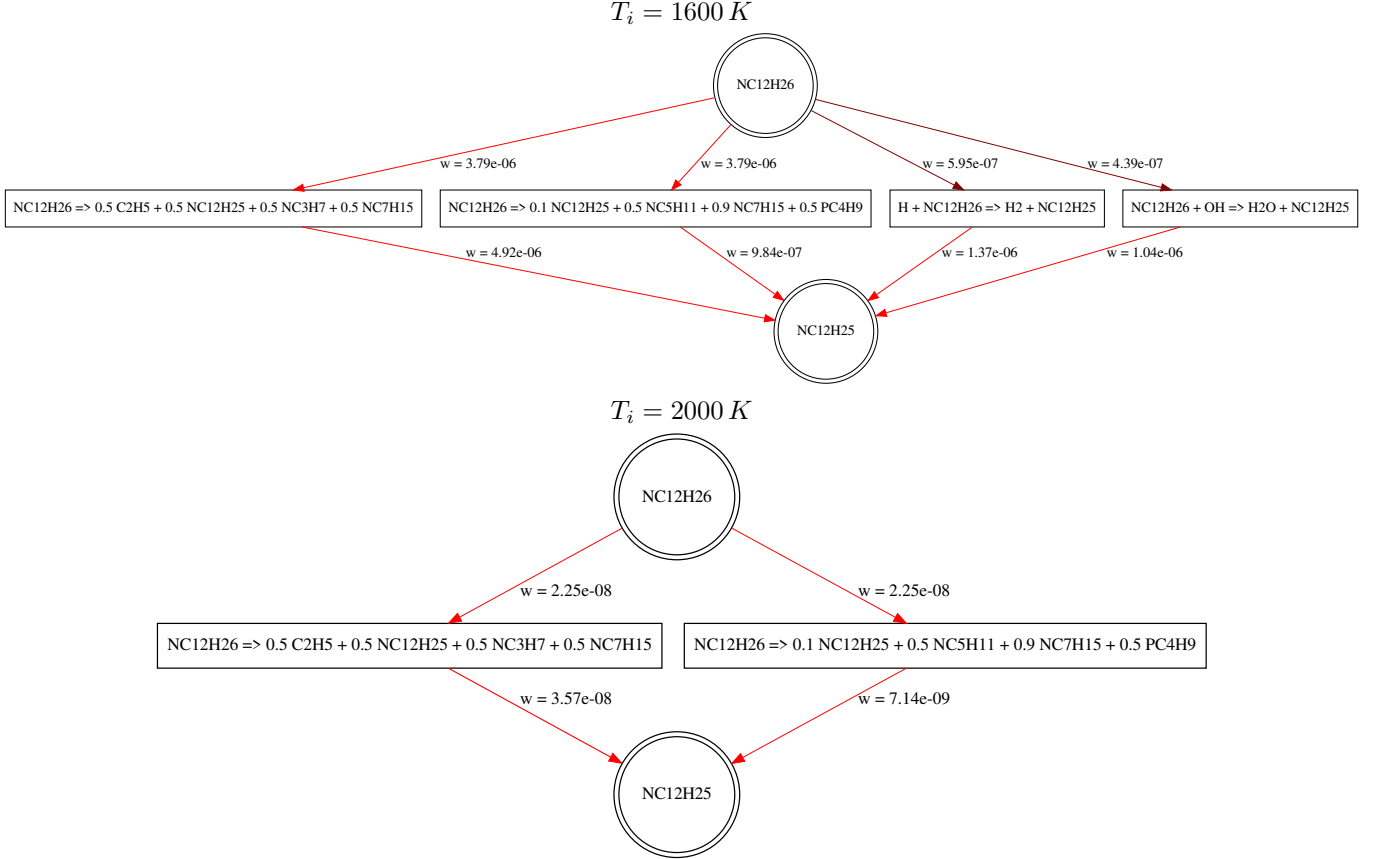 T_i = 1600 K
NC12H26
w = 3.79e-06
w = 3.79e-06
w = 5.95e-07
w = 4.39e-07
NC12H26 => 0.5 C2H5 + 0.5 NC12H25 + 0.5 NC3H7 + 0.5 NC7H15
NC12H26 => 0.1 NC12H25 + 0.5 NC5H11 + 0.9 NC7H15 + 0.5 PC4H9
H + NC12H26 => H2 + NC12H25
NC12H26 + OH => H2O + NC12H25
w = 4.92e-06
w = 9.84e-07
w = 1.37e-06
w = 1.04e-06
NC12H25
T_i = 2000 K
NC12H26
w = 2.25e-08
w = 2.25e-08
NC12H26 => 0.5 C2H5 + 0.5 NC12H25 + 0.5 NC3H7 + 0.5 NC7H15
NC12H26 => 0.1 NC12H25 + 0.5 NC5H11 + 0.9 NC7H15 + 0.5 PC4H9
w = 3.57e-08
w = 7.14e-09
NC12H25